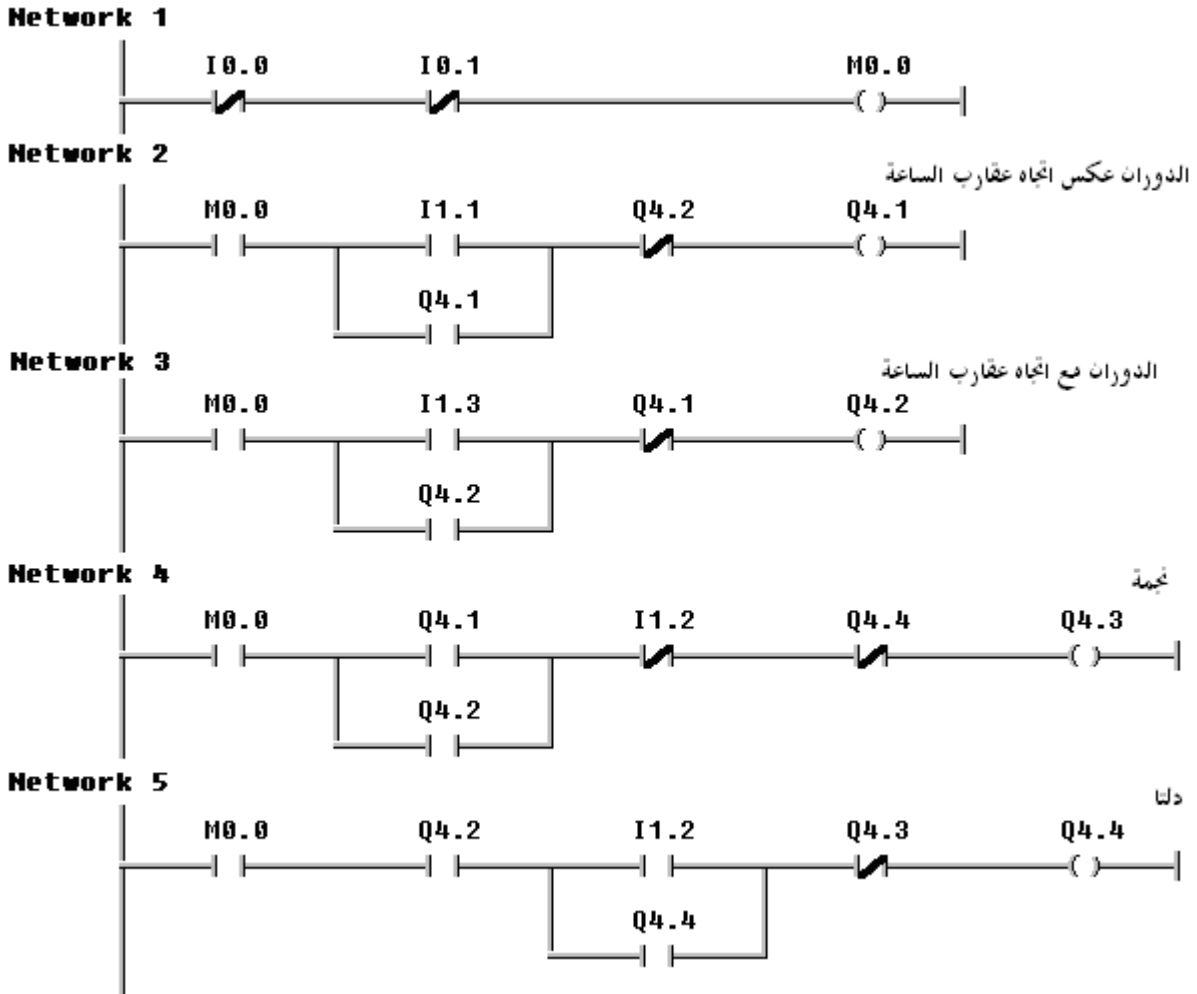 Network 1
I0.0 I0.1 M0.0
Network 2
الدوران عكس اتجاه عقارب الساعة
M0.0 I1.1 Q4.2 Q4.1
Q4.1
Network 3
الدوران مع اتجاه عقارب الساعة
M0.0 I1.3 Q4.1 Q4.2
Q4.2
Network 4
نجمة
M0.0 Q4.1 I1.2 Q4.4 Q4.3
Q4.2
Network 5
دلتا
M0.0 Q4.2 I1.2 Q4.3 Q4.4
Q4.4